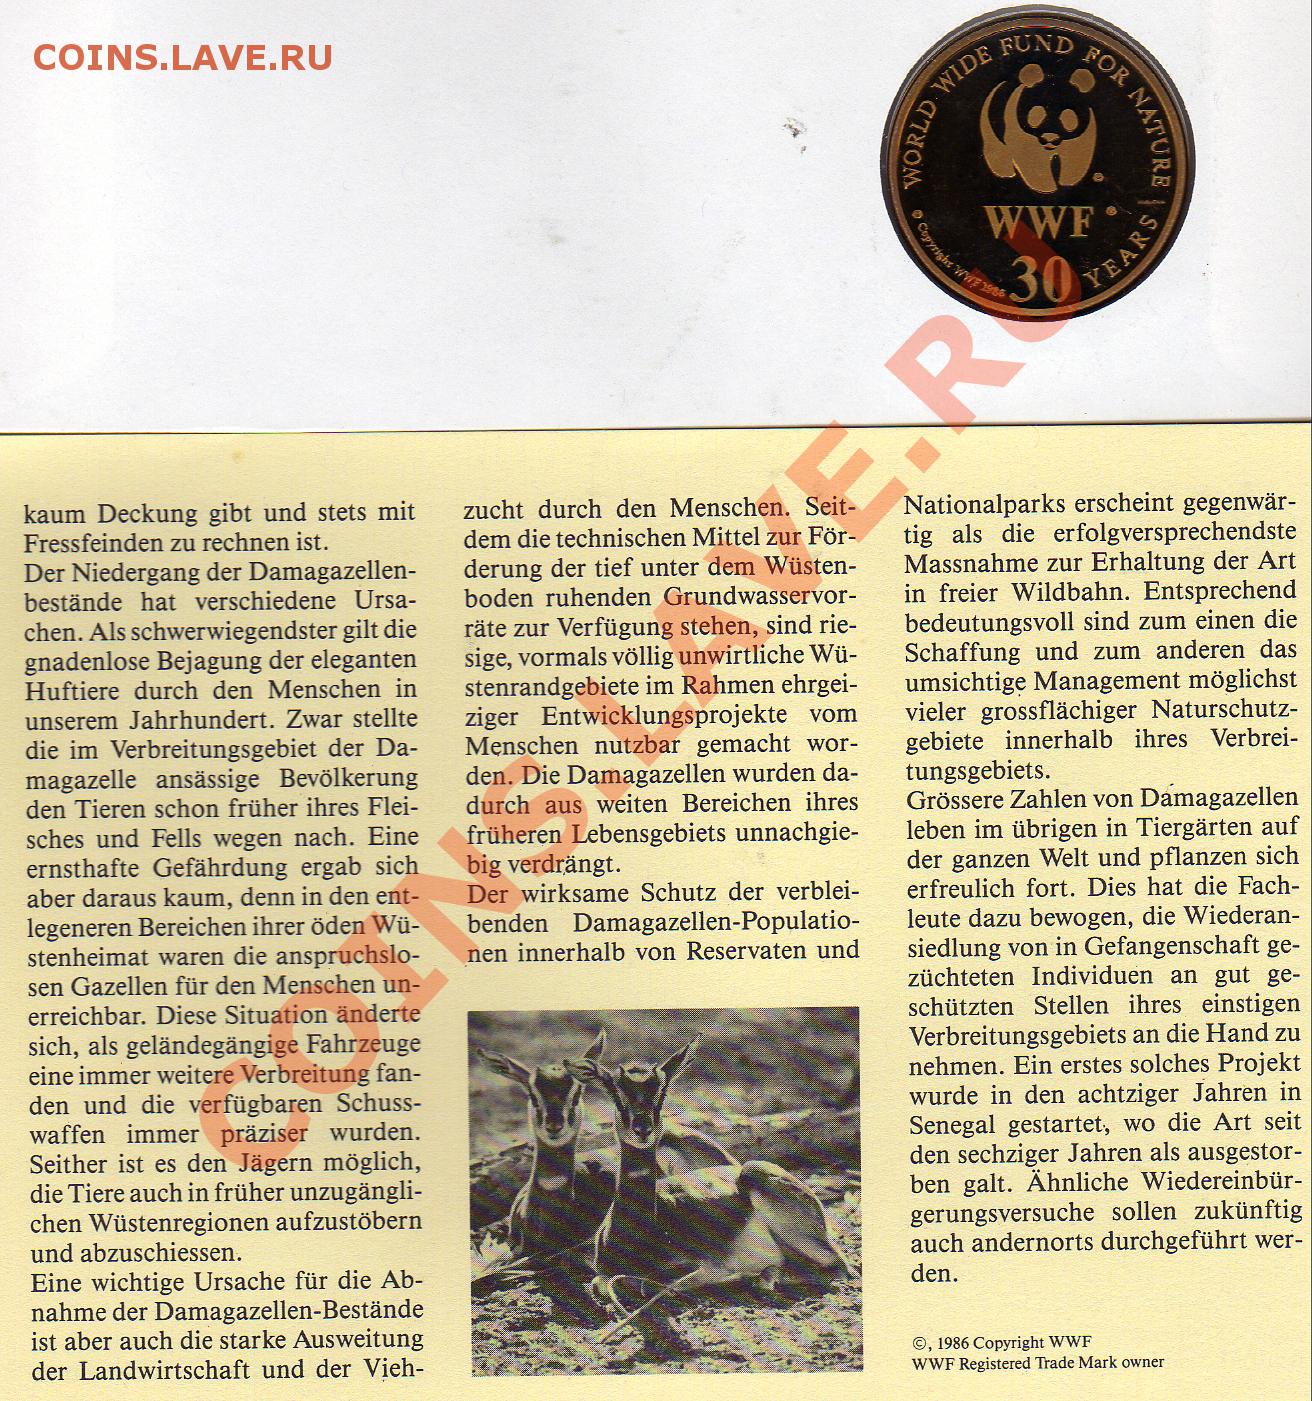 COINS.LAVE.RU
WORLD WIDE FUND FOR NATURE
WWF
30 YEARS
© Copyright WWF 1986
kaum Deckung gibt und stets mit
Fressfeinden zu rechnen ist.
Der Niedergang der Damagazellen-
bestände hat verschiedene Ursa-
chen. Als schwerwiegendster gilt die
gnadenlose Bejagung der eleganten
Huftiere durch den Menschen in
unserem Jahrhundert. Zwar stellte
die im Verbreitungsgebiet der Da-
magazelle ansässige Bevölkerung
den Tieren schon früher ihres Flei-
sches und Fells wegen nach. Eine
ernsthafte Gefährdung ergab sich
aber daraus kaum, denn in den ent-
legeneren Bereichen ihrer öden Wü-
stenheimat waren die anspruchslo-
sen Gazellen für den Menschen un-
erreichbar. Diese Situation änderte
sich, als geländegängige Fahrzeuge
eine immer weitere Verbreitung fan-
den und die verfügbaren Schuss-
waffen immer präziser wurden.
Seither ist es den Jägern möglich,
die Tiere auch in früher unzugängli-
chen Wüstenregionen aufzustöbern
und abzuschiessen.
Eine wichtige Ursache für die Ab-
nahme der Damagazellen-Bestände
ist aber auch die starke Ausweitung
der Landwirtschaft und der Vieh-
zucht durch den Menschen. Seit-
dem die technischen Mittel zur För-
derung der tief unter dem Wüsten-
boden ruhenden Grundwasservor-
räte zur Verfügung stehen, sind rie-
sige, vormals völlig unwirtliche Wü-
stenrandgebiete im Rahmen ehrgei-
ziger Entwicklungsprojekte vom
Menschen nutzbar gemacht wor-
den. Die Damagazellen wurden da-
durch aus weiten Bereichen ihres
früheren Lebensgebiets unnachgie-
big verdrängt.
Der wirksame Schutz der verblei-
benden Damagazellen-Populatio-
nen innerhalb von Reservaten und
Nationalparks erscheint gegenwär-
tig als die erfolgversprechendste
Massnahme zur Erhaltung der Art
in freier Wildbahn. Entsprechend
bedeutungsvoll sind zum einen die
Schaffung und zum anderen das
umsichtige Management möglichst
vieler grossflächiger Naturschutz-
gebiete innerhalb ihres Verbrei-
tungsgebiets.
Grössere Zahlen von Damagazellen
leben im übrigen in Tiergärten auf
der ganzen Welt und pflanzen sich
erfreulich fort. Dies hat die Fach-
leute dazu bewogen, die Wiederan-
siedlung von in Gefangenschaft ge-
züchteten Individuen an gut ge-
schützten Stellen ihres einstigen
Verbreitungsgebiets an die Hand zu
nehmen. Ein erstes solches Projekt
wurde in den achtziger Jahren in
Senegal gestartet, wo die Art seit
den sechziger Jahren als ausgestor-
ben galt. Ähnliche Wiedereinbür-
gerungsversuche sollen zukünftig
auch andernorts durchgeführt wer-
den.
©, 1986 Copyright WWF
WWF Registered Trade Mark owner
COINS.LAVE.RU